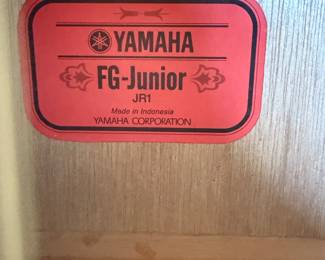 YAMAHA
FG-Junior
JR1
Made in Indonesia
YAMAHA CORPORATION